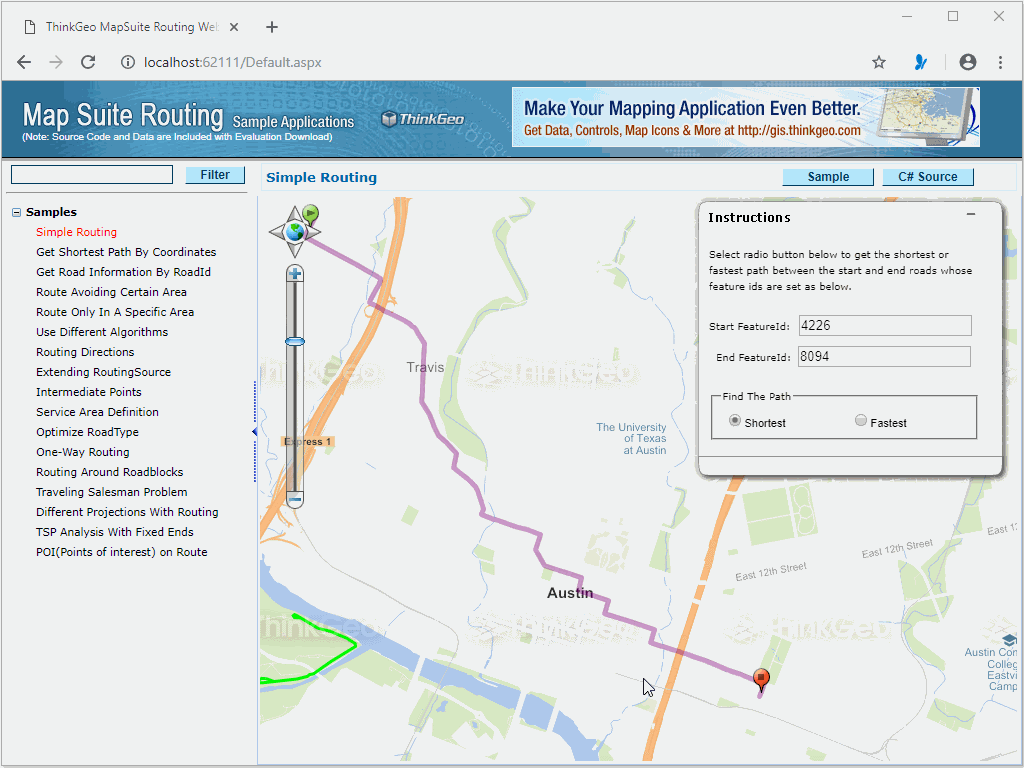 ThinkGeo MapSuite Routing Web
localhost:62111/Default.aspx
Map Suite Routing Sample Applications
(Note: Source Code and Data are Included with Evaluation Download)
ThinkGeo
Make Your Mapping Application Even Better.
Get Data, Controls, Map Icons & More at http://gis.thinkgeo.com
Filter
Simple Routing
Sample
C# Source
Samples
Simple Routing
Get Shortest Path By Coordinates
Get Road Information By RoadId
Route Avoiding Certain Area
Route Only In A Specific Area
Use Different Algorithms
Routing Directions
Extending RoutingSource
Intermediate Points
Service Area Definition
Optimize RoadType
One-Way Routing
Routing Around Roadblocks
Traveling Salesman Problem
Different Projections With Routing
TSP Analysis With Fixed Ends
POI(Points of interest) on Route
Instructions
Select radio button below to get the shortest or
fastest path between the start and end roads whose
feature ids are set as below.
Start FeatureId: 4226
End FeatureId: 8094
Find The Path
Shortest
Fastest
Travis
ThinkGeo
The University
of Texas
at Austin
Express 1
East 12th Street
East 12th Street
East 1
Austin
ThinkGeo
ThinkGeo
ThinkGeo
Austin Com
Colleg
Eastvi
Camp